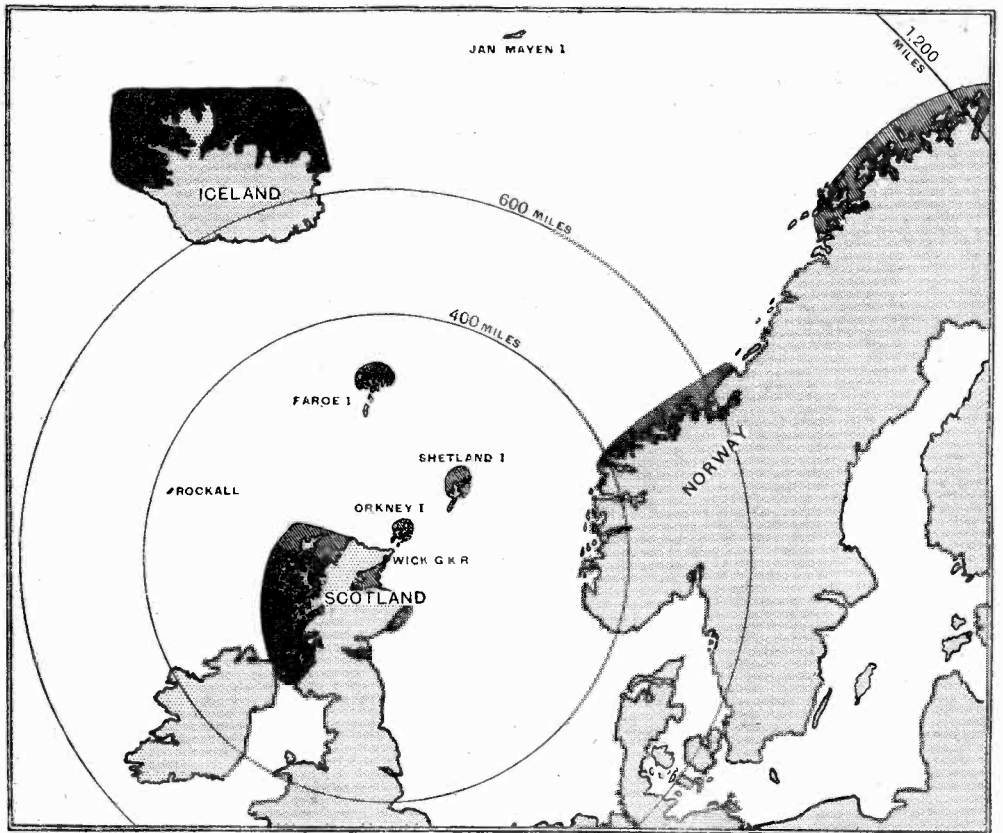 JAN MAYEN I
1,200
MILES
ICELAND
600 MILES
400 MILES
FAROE I
SHETLAND I
NORWAY
ROCKALL
ORKNEY I
WICK G.K.R
SCOTLAND